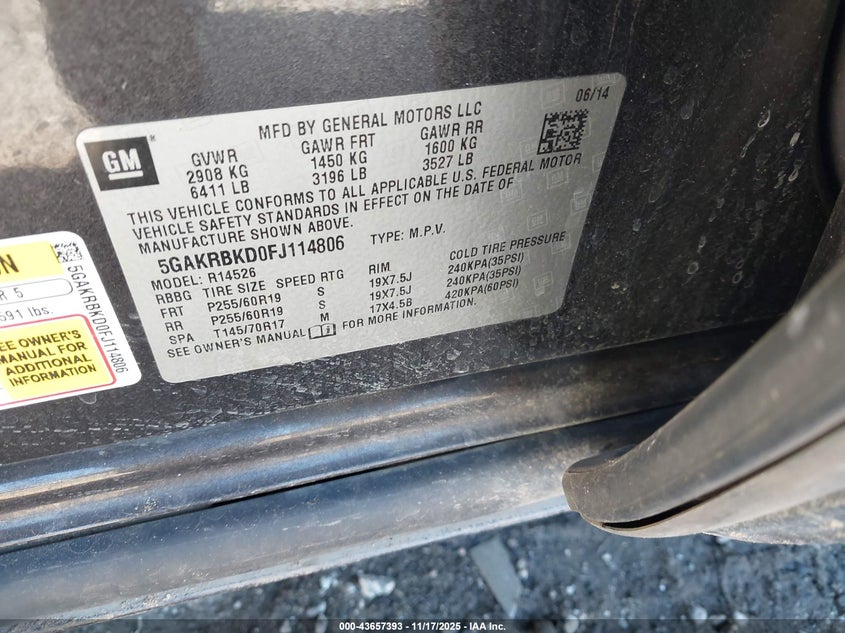 06/14
MFD BY GENERAL MOTORS LLC
GM
GVWR GAWR FRT GAWR RR
2908 KG 1450 KG 1600 KG
6411 LB 3196 LB 3527 LB
THIS VEHICLE CONFORMS TO ALL APPLICABLE U.S. FEDERAL MOTOR
VEHICLE SAFETY STANDARDS IN EFFECT ON THE DATE OF
MANUFACTURE SHOWN ABOVE.
5GAKRBKD0FJ114806 TYPE: M.P.V.
MODEL: R14526
RBBG TIRE SIZE SPEED RTG RIM COLD TIRE PRESSURE
FRT P255/60R19 S 19X7.5J 240KPA(35PSI)
RR P255/60R19 S 19X7.5J 240KPA(35PSI)
SPA T145/70R17 M 17X4.5B 420KPA(60PSI)
SEE OWNER'S MANUAL FOR MORE INFORMATION.
R 5
591 lbs.
SEE OWNER'S
MANUAL FOR
ADDITIONAL
INFORMATION
5GAKRBKD0FJ114806
000-43657393 - 11/17/2025 - IAA Inc.